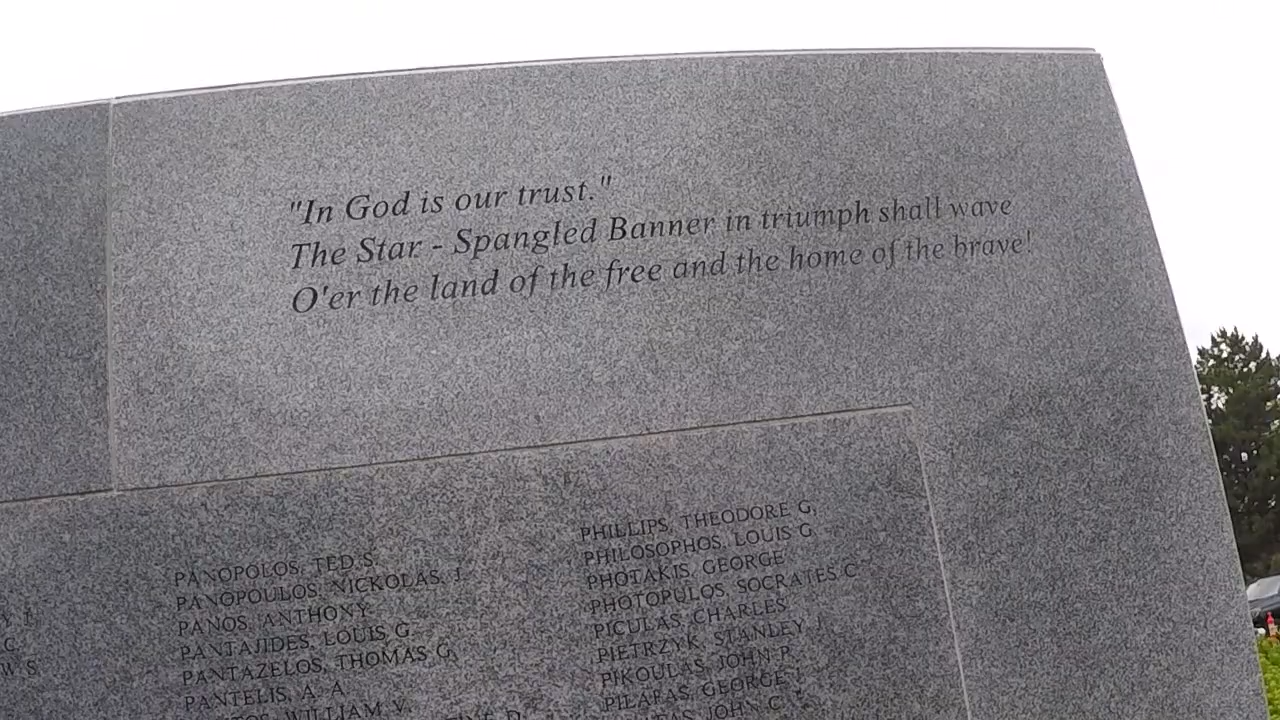 "In God is our trust."
The Star - Spangled Banner in triumph shall wave
O'er the land of the free and the home of the brave!
PANOPOLOS, TED S.
PANOPOULOS, NICKOLAS, J.
PANOS, ANTHONY
PANTAJIDES, LOUIS G.
PANTAZELOS, THOMAS G.
PANTELIS, A. A.
WILLIAM V.
PHILLIPS, THEODORE G.
PHILOSOPHOS, LOUIS G.
PHOTAKIS, GEORGE
PHOTOPULOS, SOCRATES C.
PICULAS, CHARLES
PIETRZYK, STANLEY
PIKOULAS, JOHN P.
PILAFAS, GEORGE
JOHN C.
C.
W S.